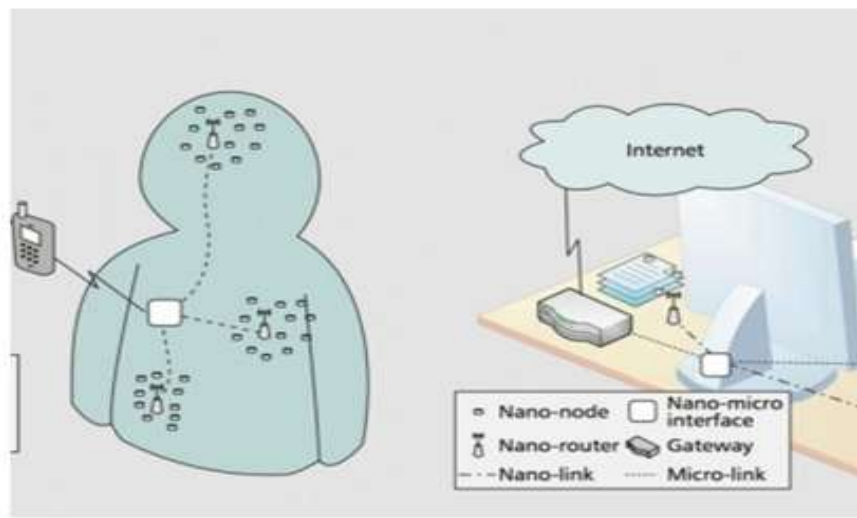 Internet
Nano-node
Nano-micro
interface
Nano-router
Gateway
Nano-link
Micro-link